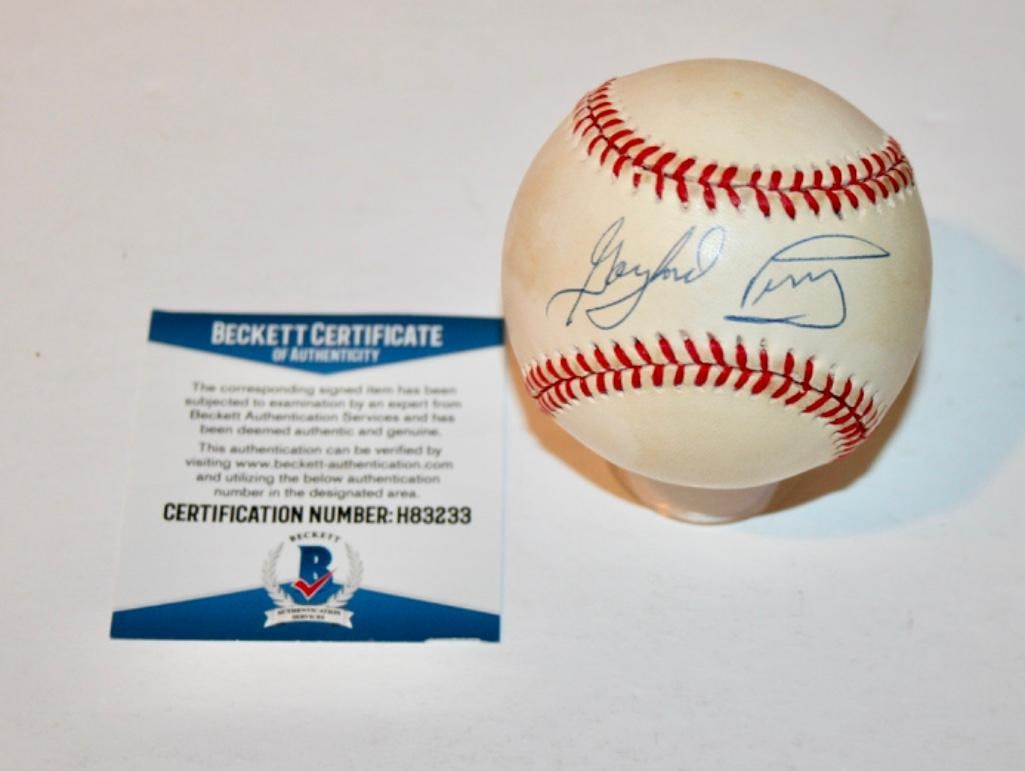 BECKETT CERTIFICATE
OF AUTHENTICITY
The corresponding signed item has been
subjected to examination by an expert from
Beckett Authentication Services and has
been deemed authentic and genuine.
This authentication can be verified by
visiting www.beckett-authentication.com
and utilizing the below authentication
number in the designated area.
CERTIFICATION NUMBER: H83233
BECKETT
B
AUTHENTICATION
SERVICES
Gaylord Perry